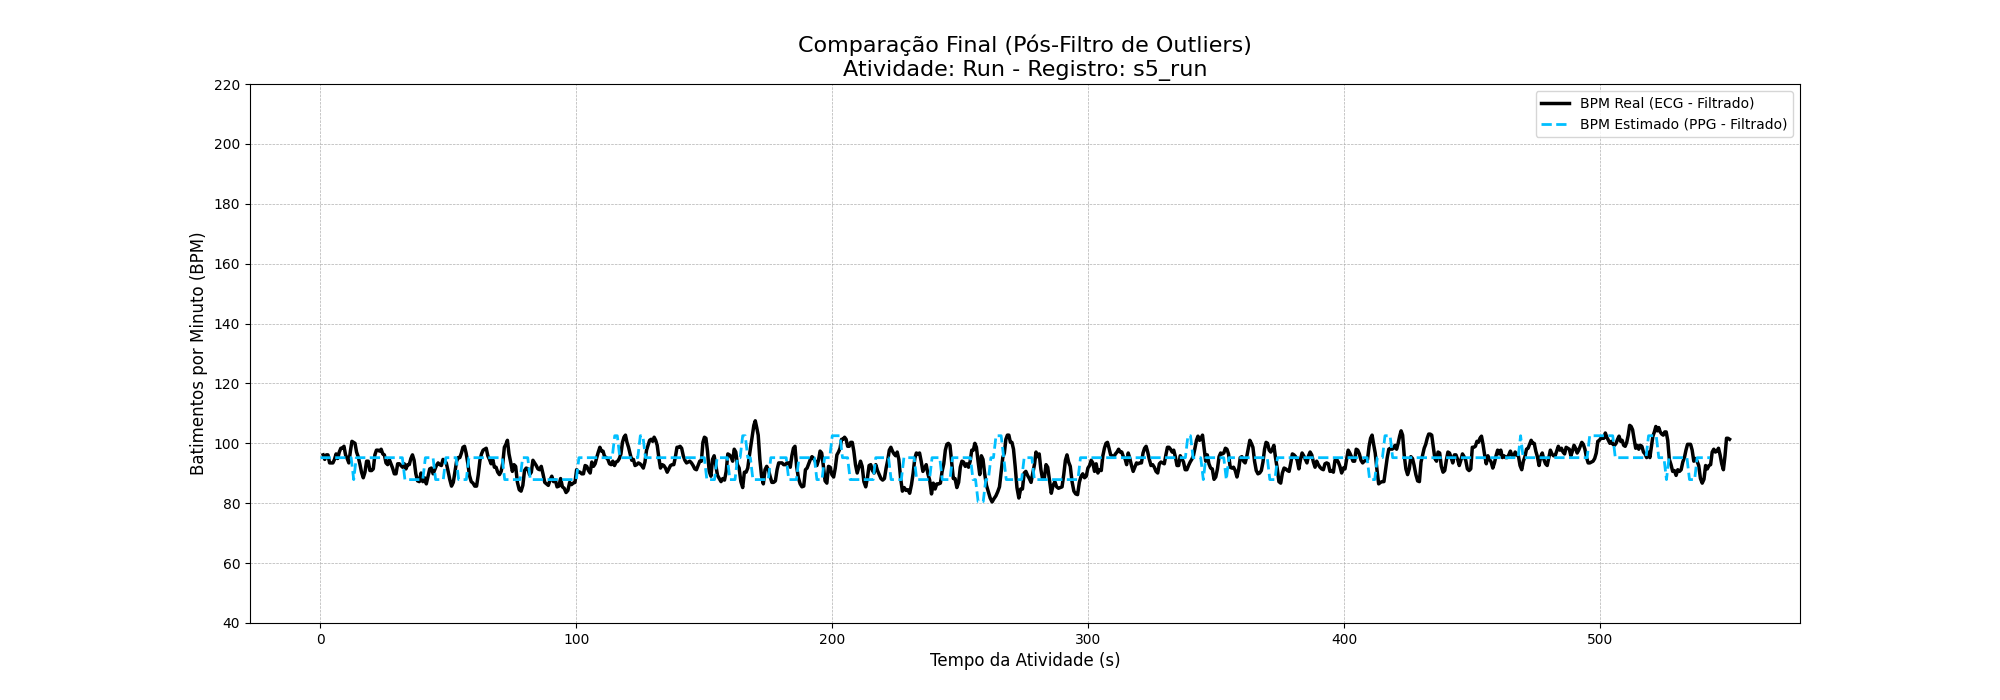 Comparação Final (Pós-Filtro de Outliers)
Atividade: Run - Registro: s5_run
BPM Real (ECG - Filtrado)
BPM Estimado (PPG - Filtrado)
Batimentos por Minuto (BPM)
220
200
180
160
140
120
100
80
60
40
0
100
200
300
400
500
Tempo da Atividade (s)